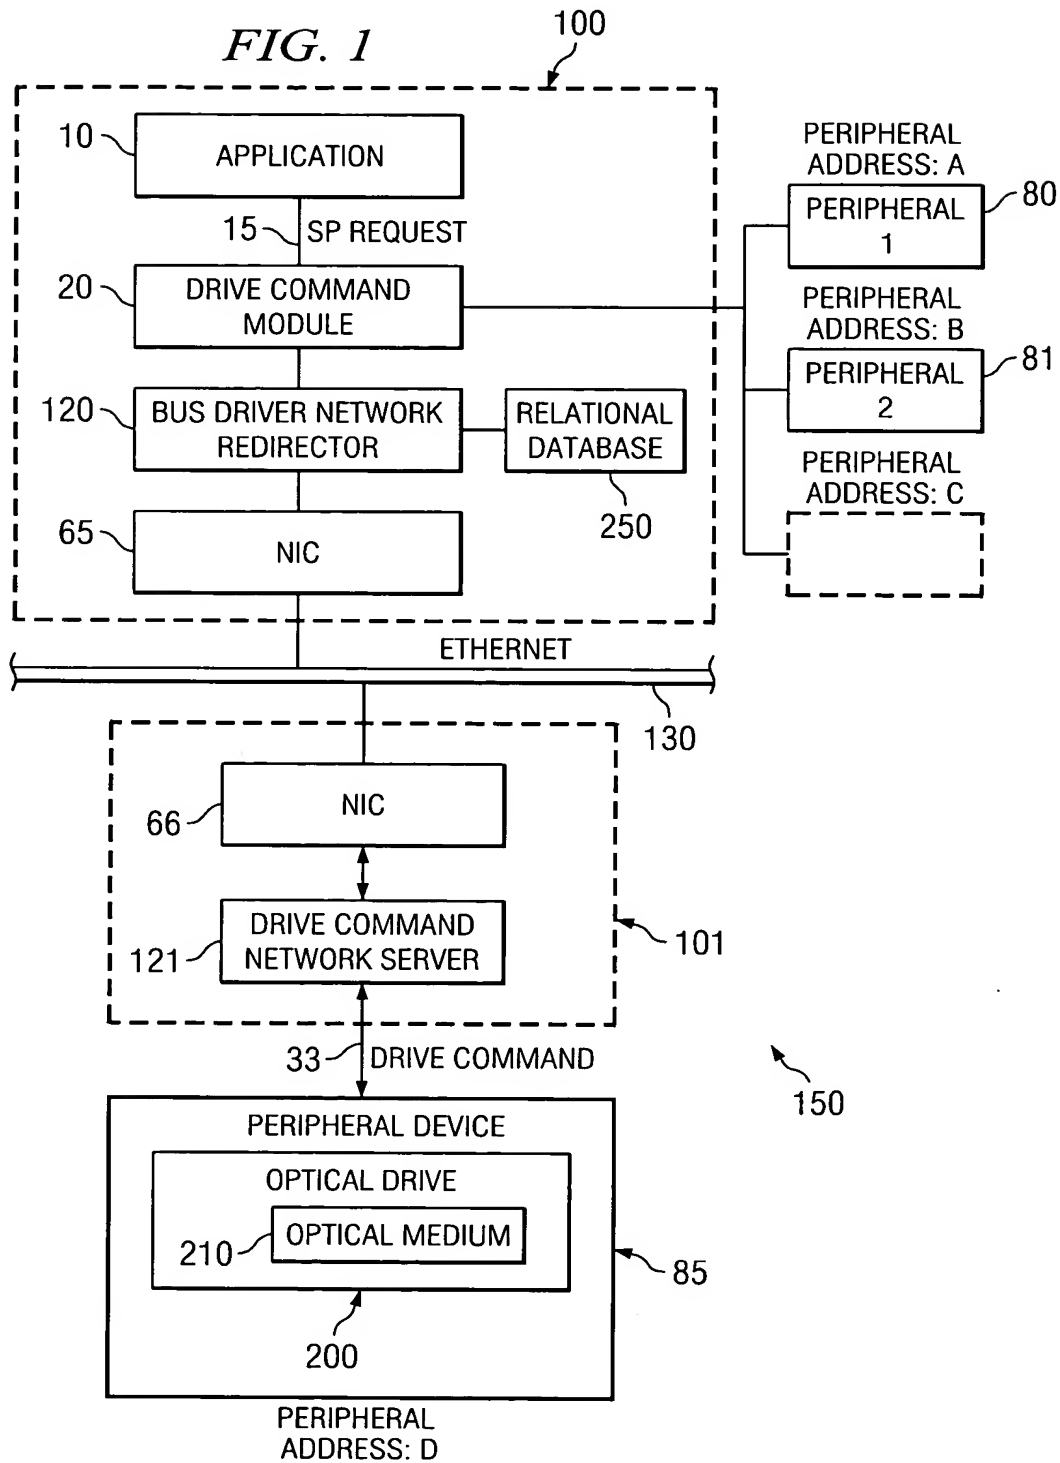 FIG. 1
100
10
APPLICATION
15
SP REQUEST
20
DRIVE COMMAND
MODULE
120
BUS DRIVER NETWORK
REDIRECTOR
RELATIONAL
DATABASE
250
65
NIC
PERIPHERAL
ADDRESS: A
PERIPHERAL
1
80
PERIPHERAL
ADDRESS: B
PERIPHERAL
2
81
PERIPHERAL
ADDRESS: C
ETHERNET
130
66
NIC
121
DRIVE COMMAND
NETWORK SERVER
101
33
DRIVE COMMAND
150
PERIPHERAL DEVICE
OPTICAL DRIVE
210
OPTICAL MEDIUM
85
200
PERIPHERAL
ADDRESS: D